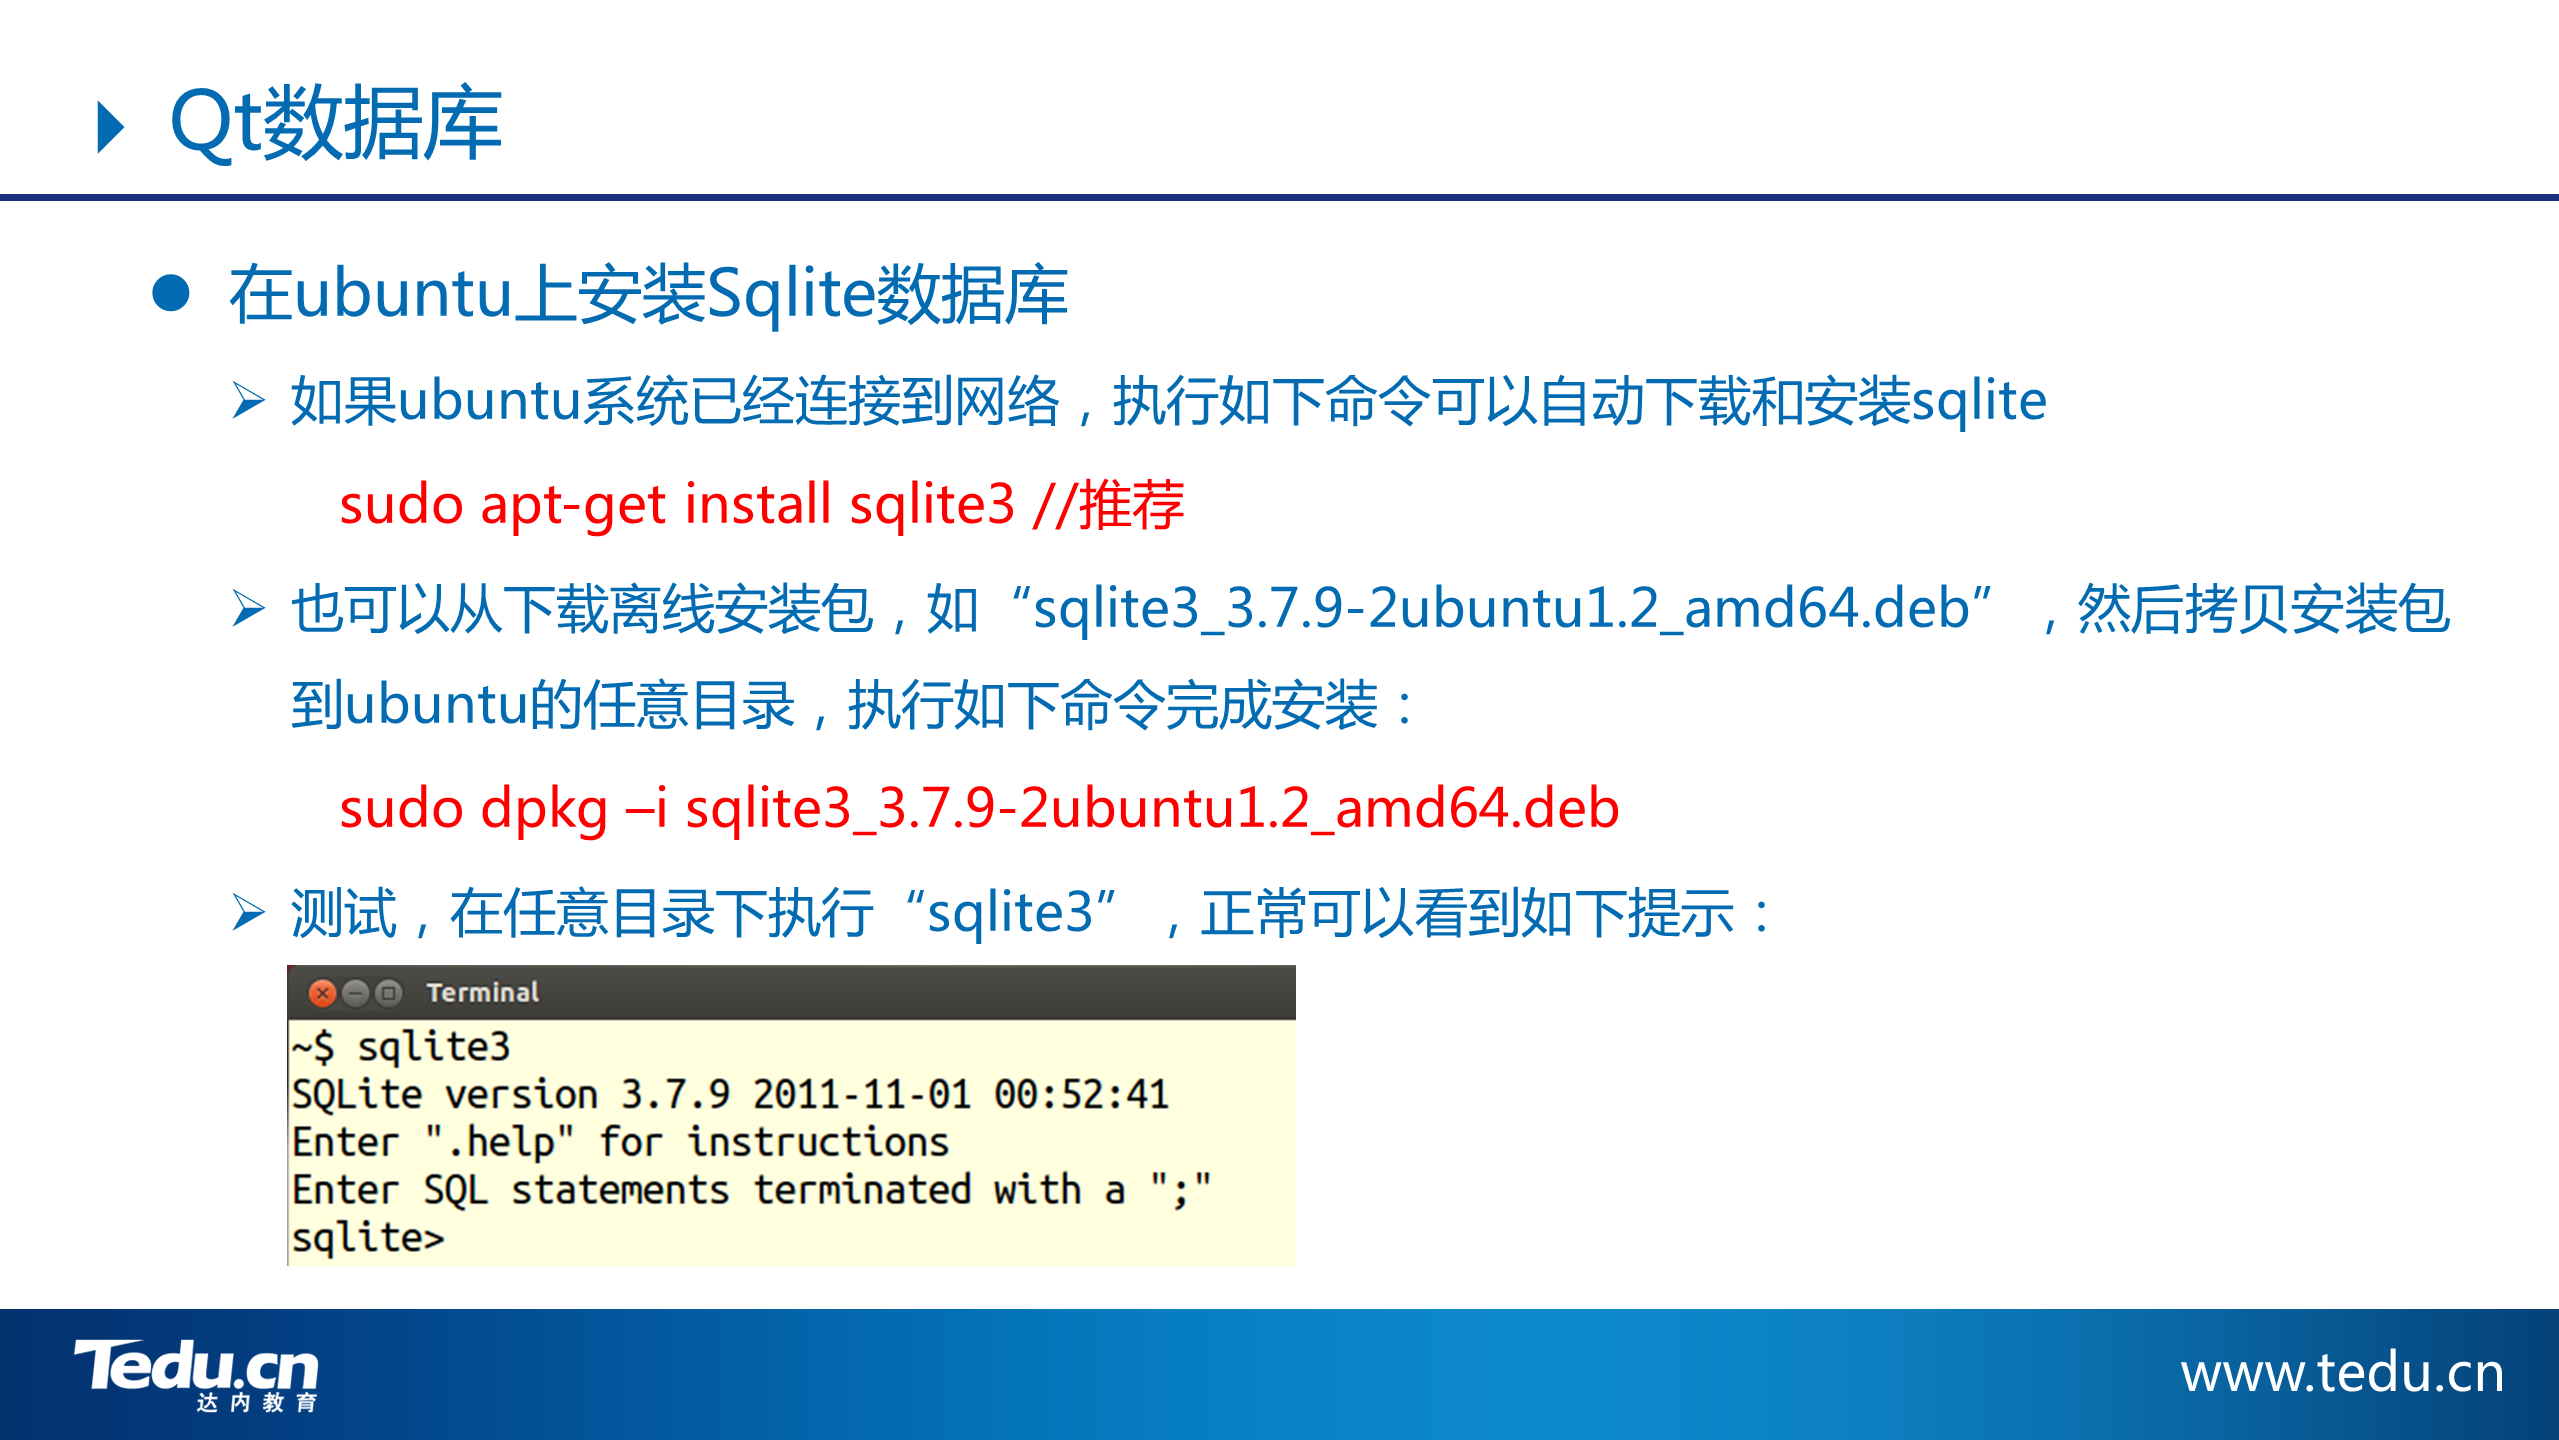 Qt数据库
在ubuntu上安装Sqlite数据库
如果ubuntu系统已经连接到网络，执行如下命令可以自动下载和安装sqlite
sudo apt-get install sqlite3 //推荐
也可以从下载离线安装包，如“sqlite3_3.7.9-2ubuntu1.2_amd64.deb”，然后拷贝安装包
到ubuntu的任意目录，执行如下命令完成安装：
sudo dpkg –i sqlite3_3.7.9-2ubuntu1.2_amd64.deb
测试，在任意目录下执行“sqlite3”，正常可以看到如下提示：
Terminal
~$ sqlite3
SQLite version 3.7.9 2011-11-01 00:52:41
Enter ".help" for instructions
Enter SQL statements terminated with a ";"
sqlite>
Tedu.cn
达内教育
www.tedu.cn